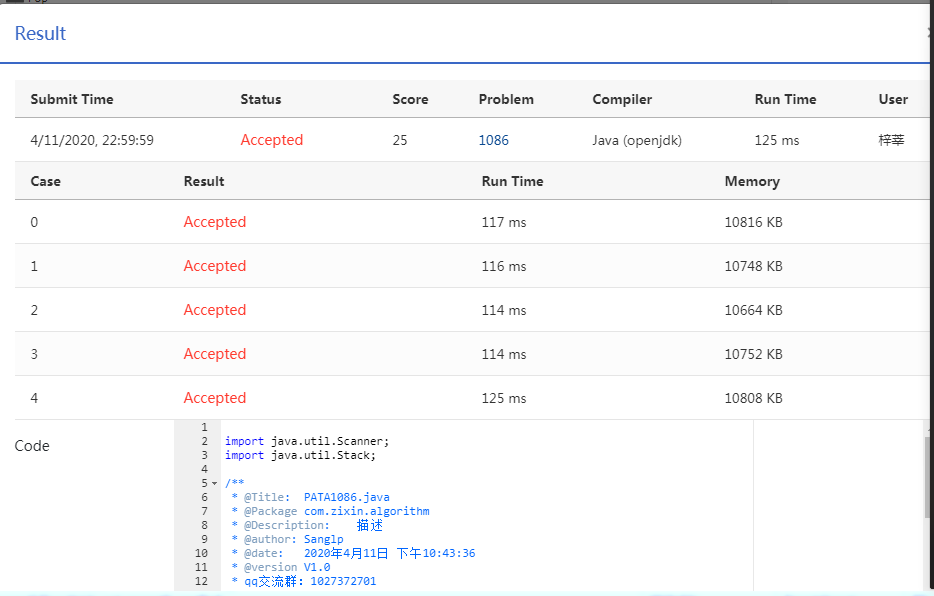 Result
Submit Time Status Score Problem Compiler Run Time User
4/11/2020, 22:59:59 Accepted 25 1086 Java (openjdk) 125 ms 梓莘
Case Result Run Time Memory
0 Accepted 117 ms 10816 KB
1 Accepted 116 ms 10748 KB
2 Accepted 114 ms 10664 KB
3 Accepted 114 ms 10752 KB
4 Accepted 125 ms 10808 KB
Code
1
2 import java.util.Scanner;
3 import java.util.Stack;
4
5 /**
6 * @Title: PATA1086.java
7 * @Package com.zixin.algorithm
8 * @Description: 描述
9 * @author: Sanglp
10 * @date: 2020年4月11日 下午10:43:36
11 * @version V1.0
12 * qq交流群: 1027372701